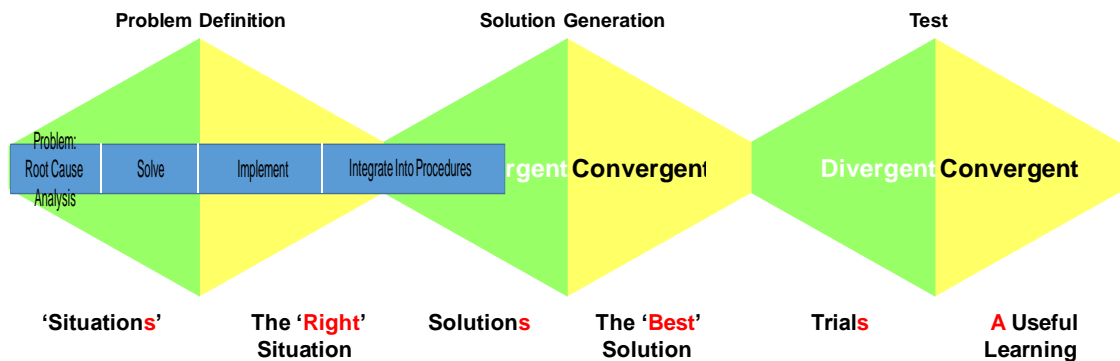 Problem Definition
Solution Generation
Test
Problem:
Root Cause
Analysis
Solve
Implement
Integrate Into Procedures
rgent
Convergent
Divergent
Convergent
‘Situations’
The ‘Right’
Situation
Solutions
The ‘Best’
Solution
Trials
A Useful
Learning